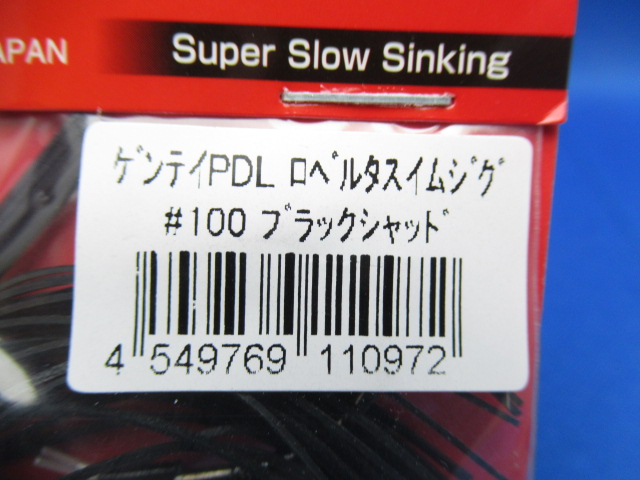 JAPAN
Super Slow Sinking
ｹﾞﾝﾃｲPDL ﾛﾍﾞﾙﾀｽｲﾑｼﾞｸﾞ
#100 ﾌﾞﾗｯｸｼｬｯﾄﾞ
4 549769 110972